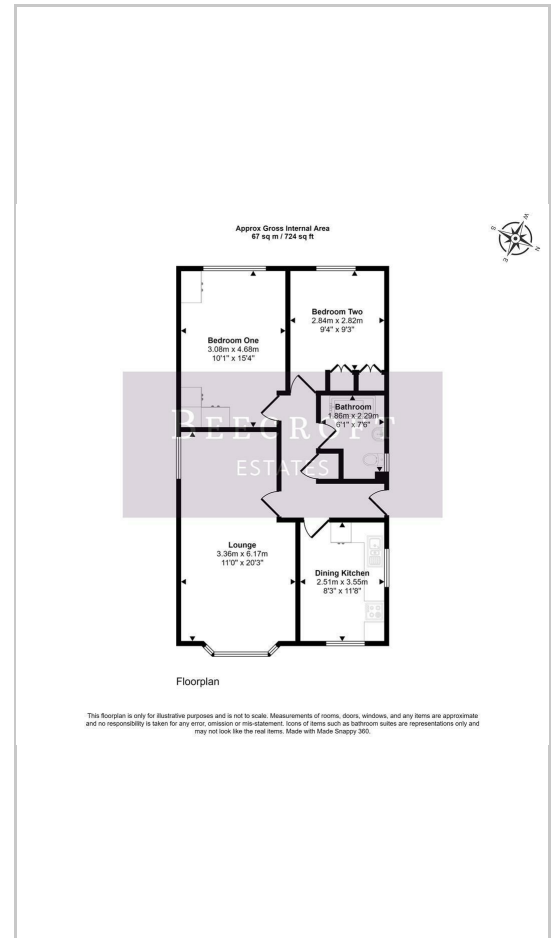 Approx Gross Internal Area
67 sq m / 724 sq ft
W
S
N
E
Bedroom Two
2.84m x 2.82m
9'4" x 9'3"
Bedroom One
3.08m x 4.68m
10'1" x 15'4"
Bathroom
1.86m x 2.29m
6'1" x 7'6"
BEECROFT
ESTATES
Lounge
3.36m x 6.17m
11'0" x 20'3"
Dining Kitchen
2.51m x 3.55m
8'3" x 11'8"
Floorplan
This floorplan is only for illustrative purposes and is not to scale. Measurements of rooms, doors, windows, and any items are approximate
and no responsibility is taken for any error, omission or mis-statement. Icons of items such as bathroom suites are representations only and
may not look like the real items. Made with Made Snappy 360.